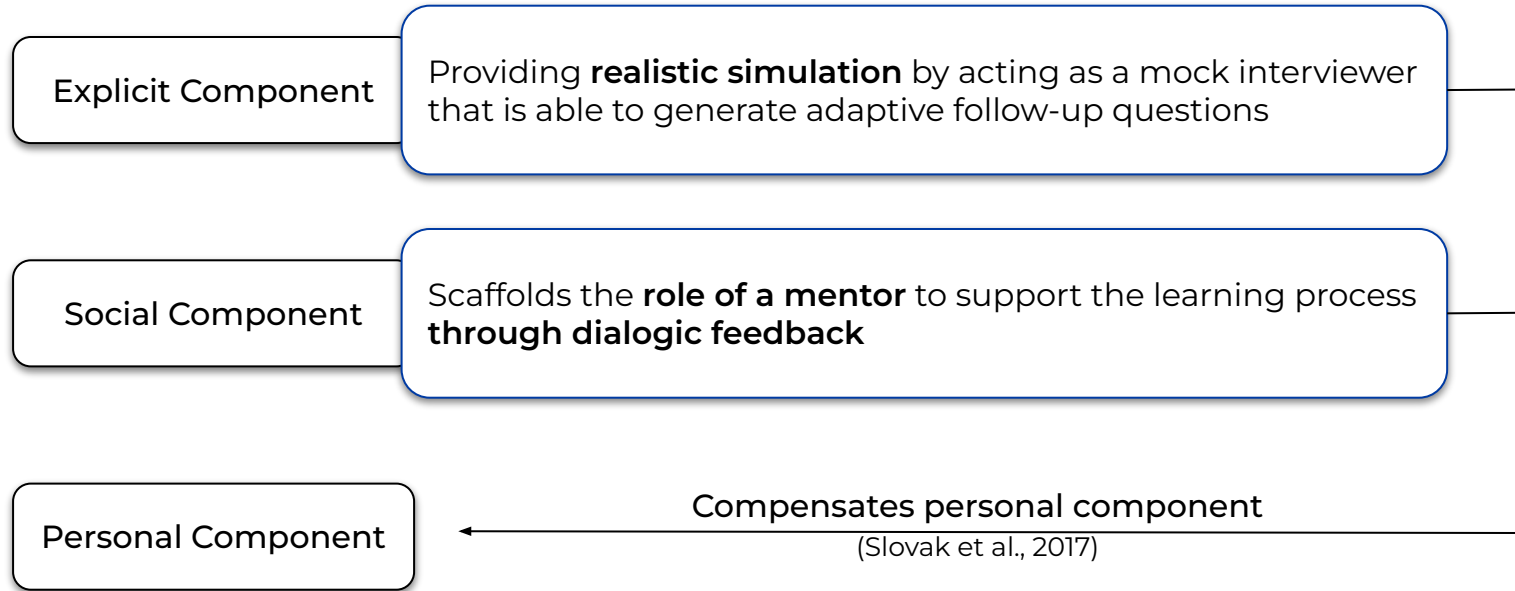 Explicit Component
Providing realistic simulation by acting as a mock interviewer
that is able to generate adaptive follow-up questions
Social Component
Scaffolds the role of a mentor to support the learning process
through dialogic feedback
Personal Component
Compensates personal component
(Slovak et al., 2017)